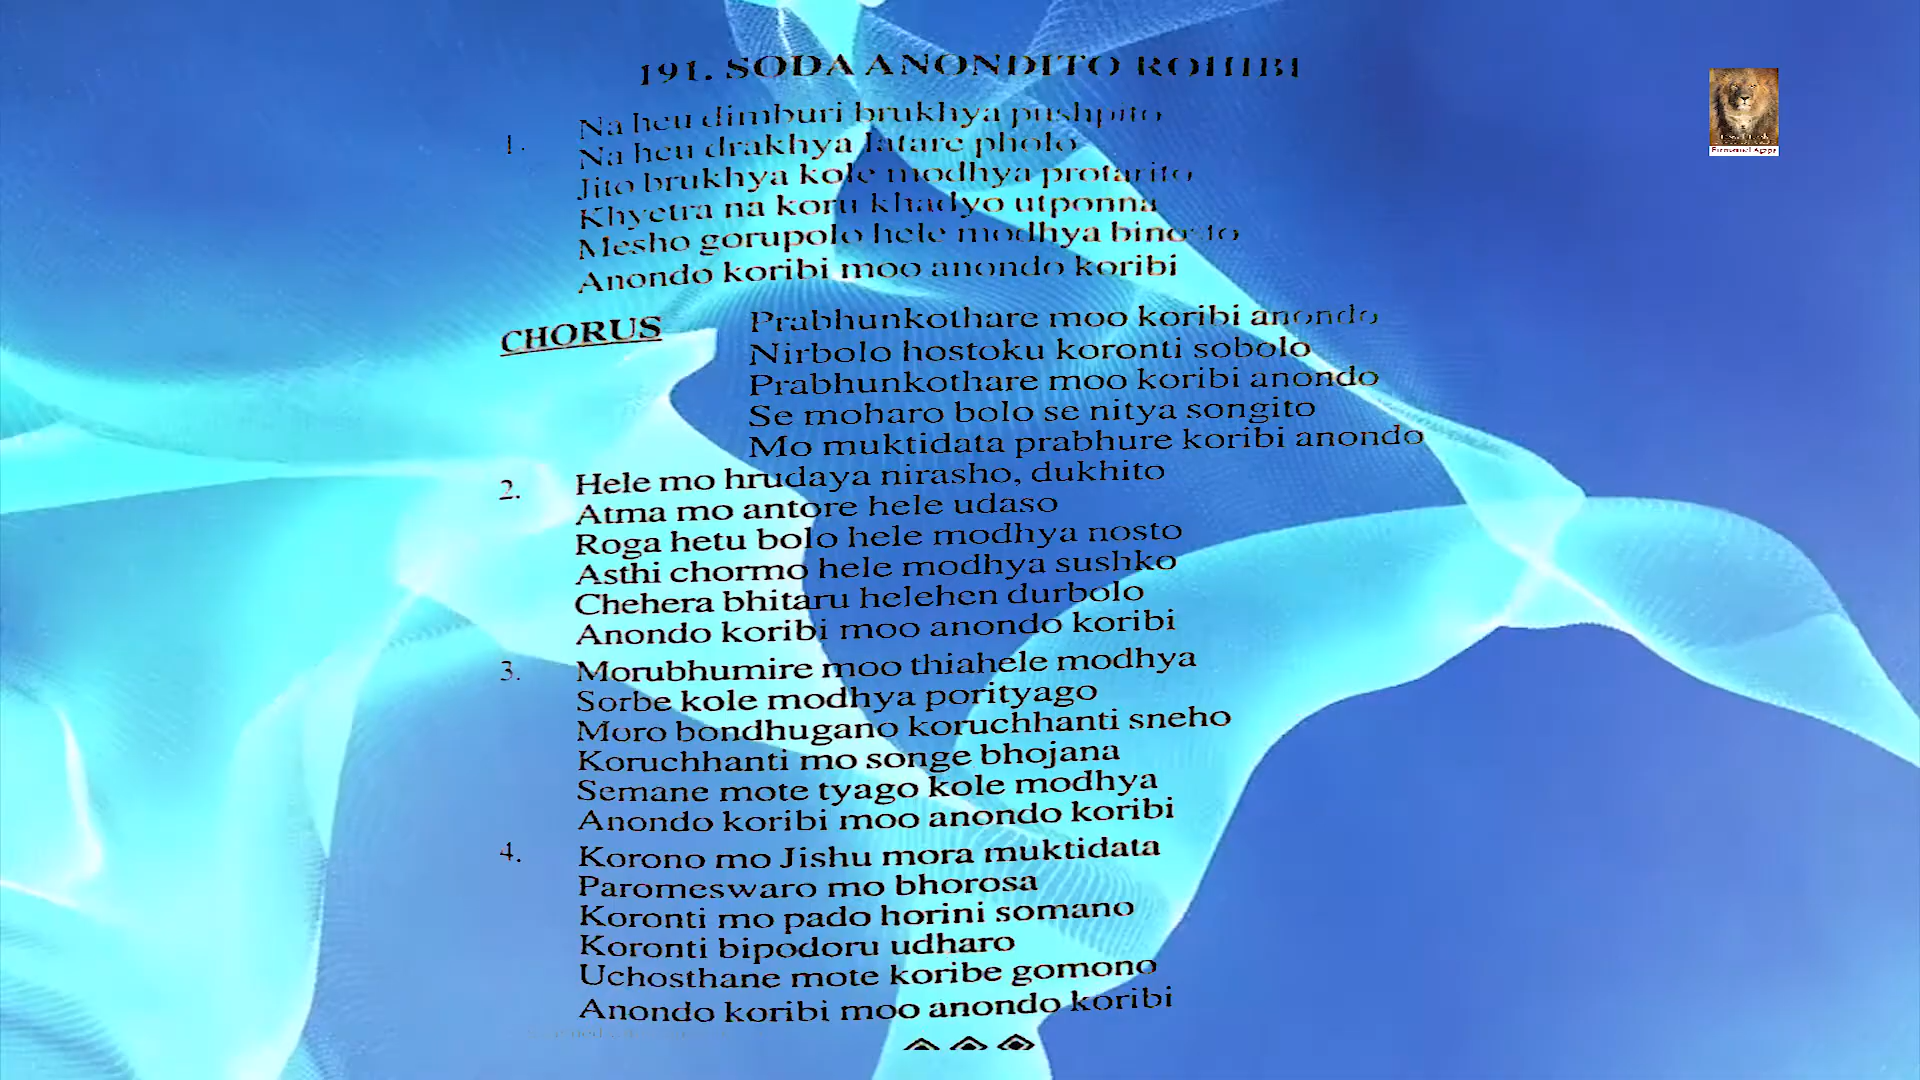 191. SODA ANONDITO ROHIBI
1. Na heu dimburi brukhya pushpito
Na heu drakhya latare pholo
Jito brukhya kole modhya protarito
Khyetra na koru khadyo utponna
Mesho gorupolo hele modhya binosto
Anondo koribi moo anondo koribi
CHORUS
Prabhunkothare moo koribi anondo
Nirbolo hostoku koronti sobolo
Prabhunkothare moo koribi anondo
Se moharo bolo se nitya songito
Mo muktidata prabhure koribi anondo
2. Hele mo hrudaya nirasho, dukhito
Atma mo antore hele udaso
Roga hetu bolo hele modhya nosto
Asthi chormo hele modhya sushko
Chehera bhitaru helehen durbolo
Anondo koribi moo anondo koribi
3. Morubhumire moo thiahele modhya
Sorbe kole modhya porityago
Moro bondhugano koruchhanti sneho
Koruchhanti mo songe bhojana
Semane mote tyago kole modhya
Anondo koribi moo anondo koribi
4. Korono mo Jishu mora muktidata
Paromeswaro mo bhorosa
Koronti mo pado horini somano
Koronti bipodoru udharo
Uchosthane mote koribe gomono
Anondo koribi moo anondo koribi